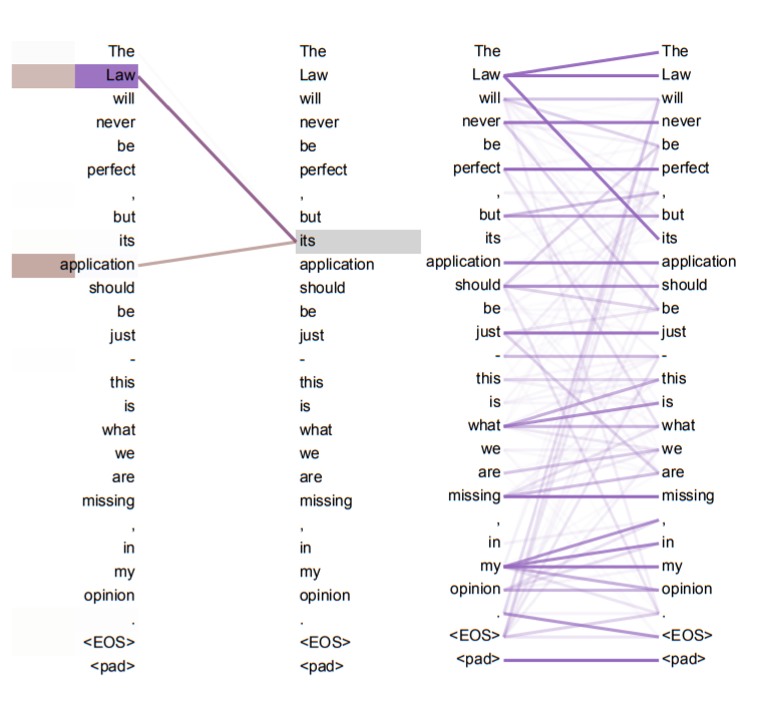 The The The The
Law Law Law Law
will will will will
never never never never
be be be be
perfect perfect perfect perfect
, , , ,
but but but but
its its its its
application application application application
should should should should
be be be be
just just just just
- - - -
this this this this
is is is is
what what what what
we we we we
are are are are
missing missing missing missing
, , , ,
in in in in
my my my my
opinion opinion opinion opinion
. . . .
<EOS> <EOS> <EOS> <EOS>
<pad> <pad> <pad> <pad>